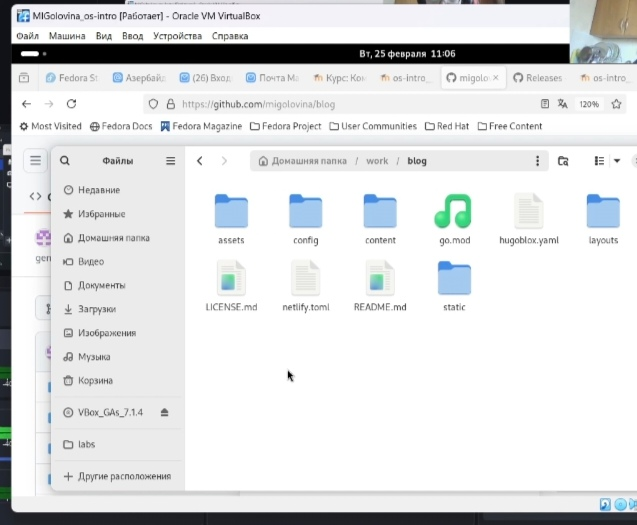 MIGolovina_os-intro [Работает] - Oracle VM VirtualBox
Файл Машина Вид Ввод Устройства Справка
Вт, 25 февраля 11:06
Fedora St Азербай (26) Вход Почта Ma Курс: Ко os-intro_ migolo Releases os-intro_
https://github.com/migolovina/blog 120%
Most Visited Fedora Docs Fedora Magazine Fedora Project User Communities Red Hat Free Content
Файлы Домашняя папка / work / blog
Недавние
Избранные
Домашняя папка
Видео
Документы
Загрузки
Изображения
Музыка
Корзина
VBox_GAs_7.1.4
labs
Другие расположения
assets config content go.mod hugoblox.yaml layouts
LICENSE.md netlify.toml README.md static